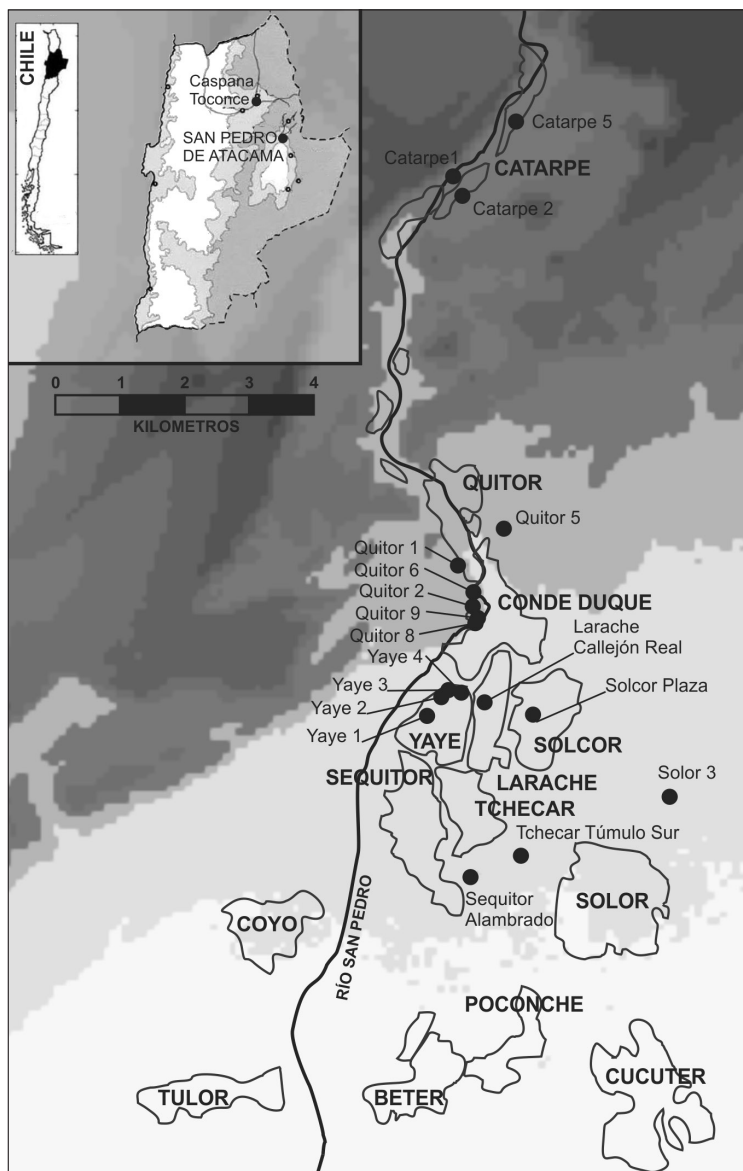 CHILE
Caspana
Toconce
SAN PEDRO
DE ATACAMA
0 1 2 3 4
KILOMETROS
Catarpe 5
Catarpe1
CATARPE
Catarpe 2
QUITOR
Quitor 5
Quitor 1
Quitor 6
Quitor 2
Quitor 9
Quitor 8
CONDE DUQUE
Larache
Callejón Real
Yaye 4
Yaye 3
Yaye 2
Yaye 1
Solcor Plaza
YAYE
SOLCOR
SEQUITOR
LARACHE
TCHECAR
Solor 3
Tchecar Túmulo Sur
Sequitor
Alambrado
SOLOR
COYO
RÍO SAN PEDRO
POCONCHE
TULOR
BETER
CUCUTER